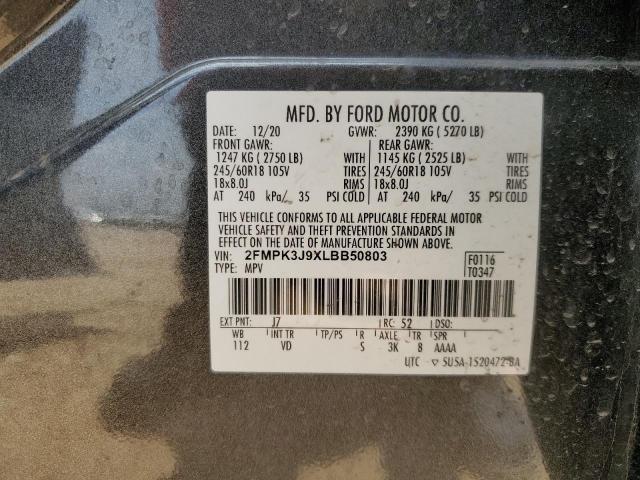 MFD. BY FORD MOTOR CO.
DATE: 12/20 GVWR: 2390 KG ( 5270 LB)
FRONT GAWR: REAR GAWR:
1247 KG ( 2750 LB) WITH 1145 KG ( 2525 LB) WITH
245/60R18 105V TIRES 245/60R18 105V TIRES
18x8.0J RIMS 18x8.0J RIMS
AT 240 kPa/ 35 PSI COLD AT 240 kPa/ 35 PSI COLD
THIS VEHICLE CONFORMS TO ALL APPLICABLE FEDERAL MOTOR
VEHICLE SAFETY AND THEFT PREVENTION STANDARDS IN
EFFECT ON THE DATE OF MANUFACTURE SHOWN ABOVE.
VIN: 2FMPK3J9XLBB50803 F0116
TYPE: MPV T0347
EXT PNT: J7 RC: 52 DSO:
WB INT TR TP/PS R AXLE TR SPR
112 VD S 3K 8 AAAA
UTC ▽ 5U5A-1520472-BA